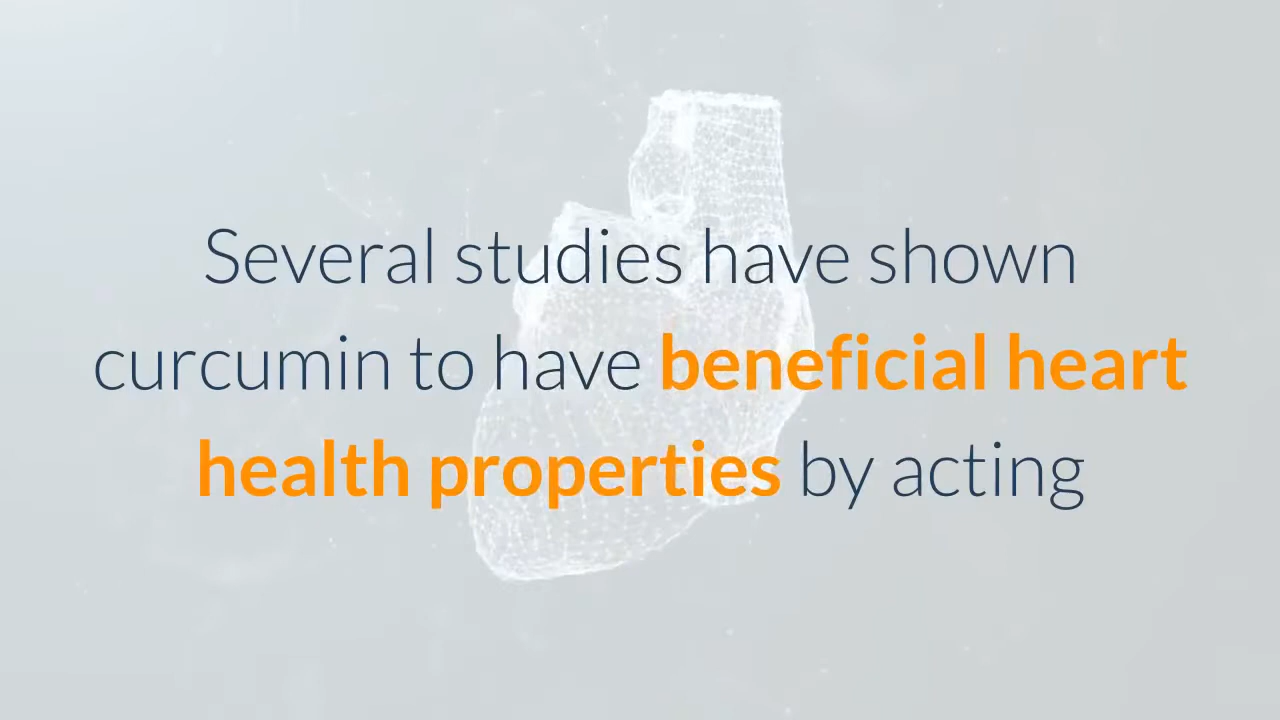 Several studies have shown
curcumin to have beneficial heart
health properties by acting